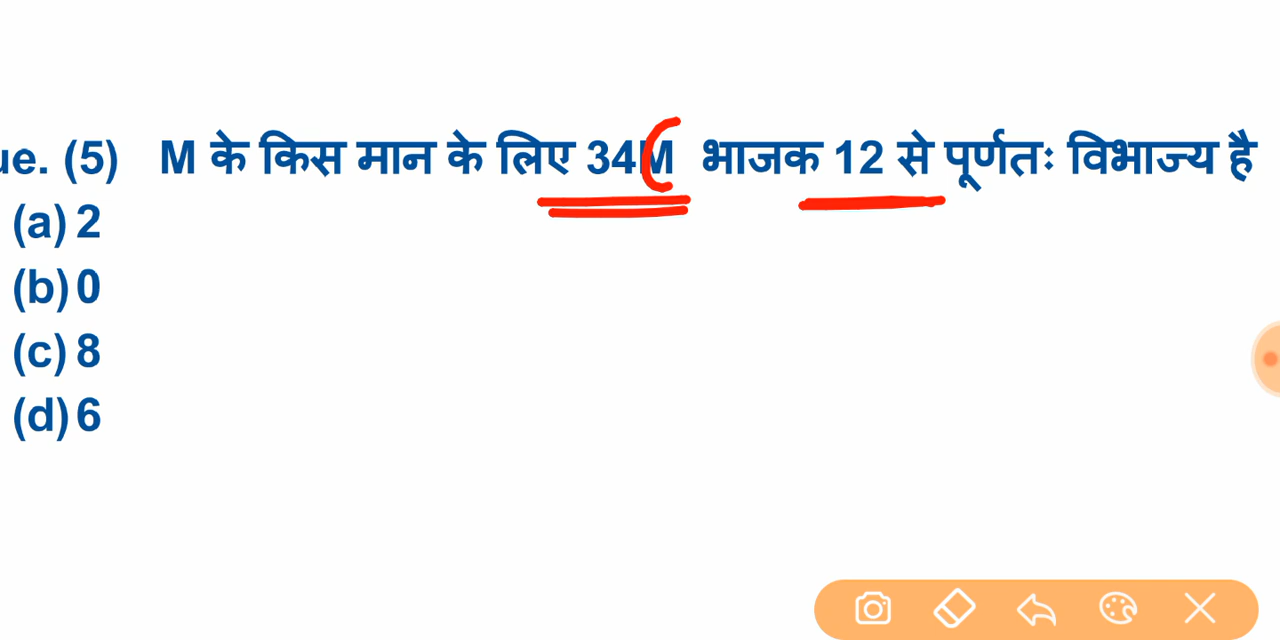 ue. (5) M के किस मान के लिए 34M भाजक 12 से पूर्णतः विभाज्य है
(a) 2
(b) 0
(c) 8
(d) 6